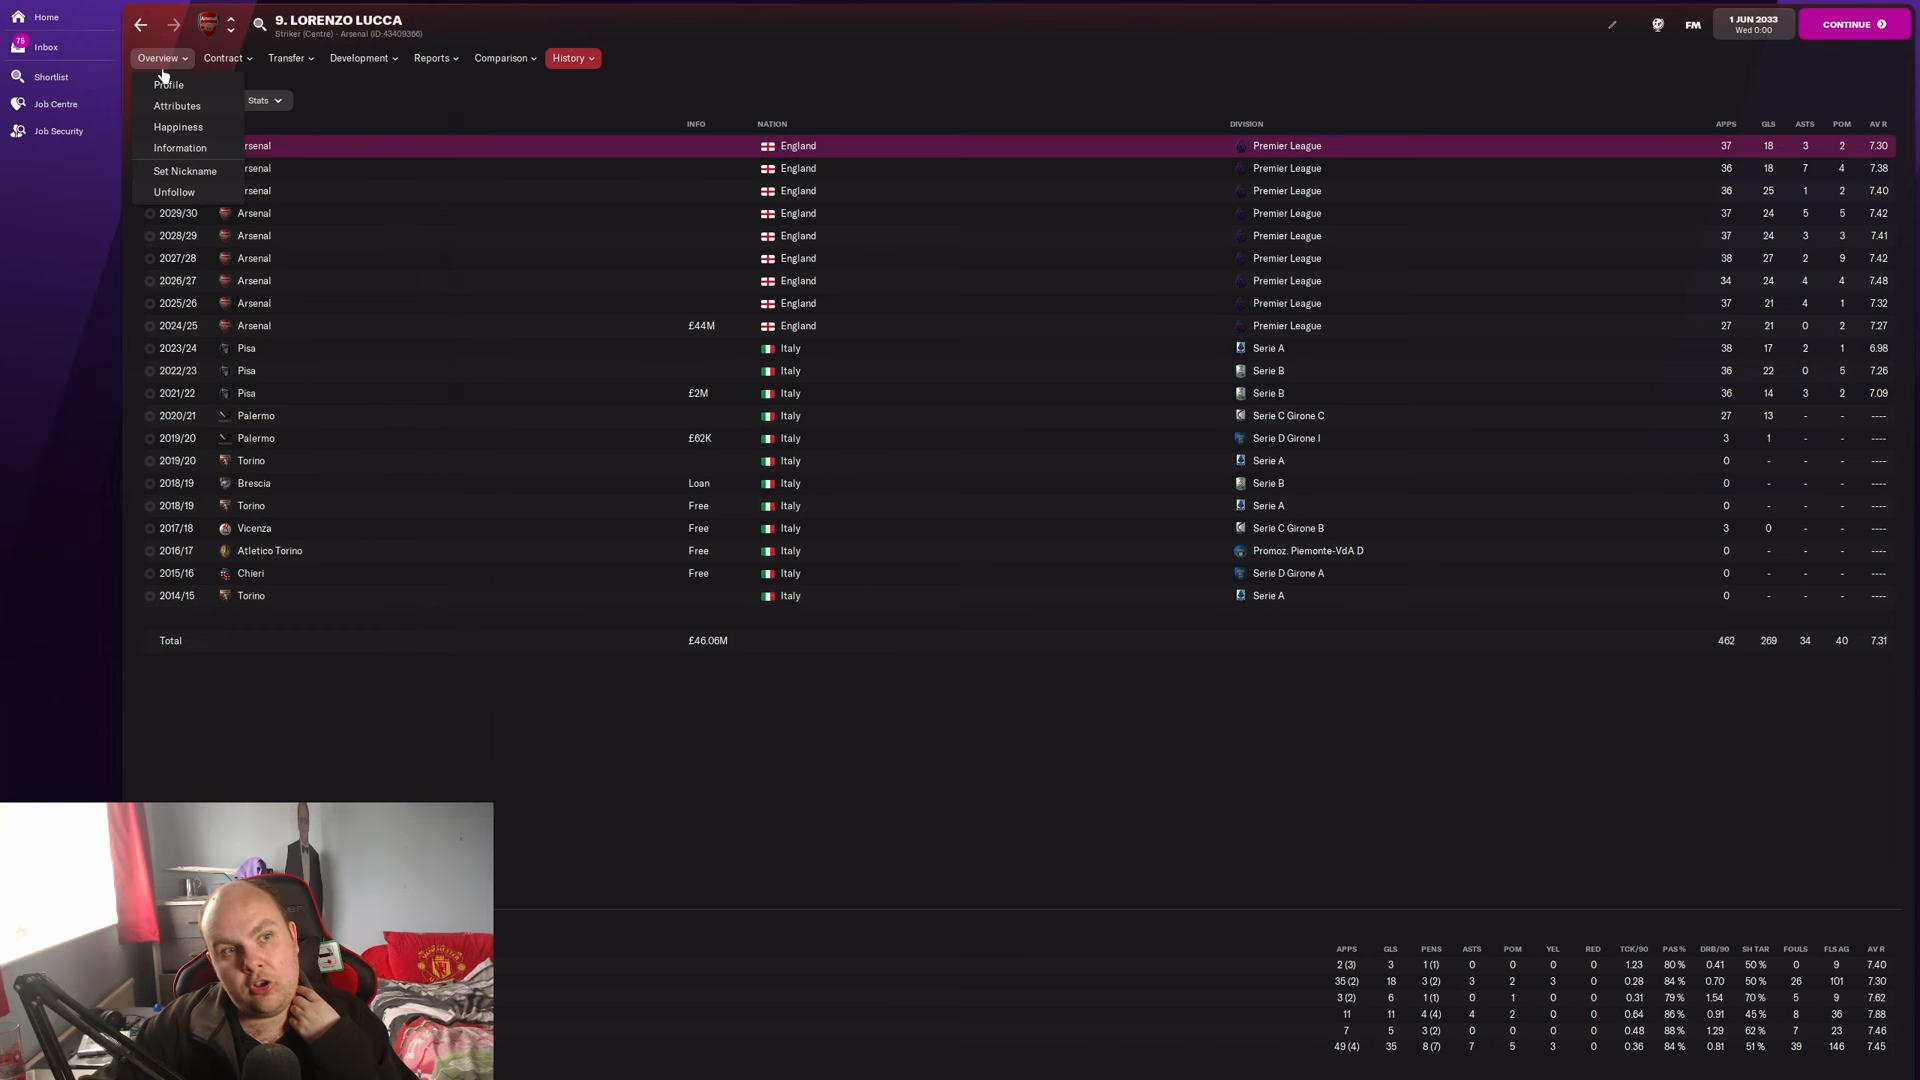 Home
75
Inbox
Shortlist
Job Centre
Job Security
9. LORENZO LUCCA
Striker (Centre) - Arsenal (ID:43409366)
FM
1 JUN 2033
Wed 0:00
CONTINUE
Overview Contract Transfer Development Reports Comparison History
Profile
Attributes
Happiness
Information
Set Nickname
Unfollow
Stats
INFO NATION DIVISION APPS GLS ASTS POM AV R
rsenal England Premier League 37 18 3 2 7.30
rsenal England Premier League 36 18 7 4 7.38
rsenal England Premier League 36 25 1 2 7.40
2029/30 Arsenal England Premier League 37 24 5 5 7.42
2028/29 Arsenal England Premier League 37 24 3 3 7.41
2027/28 Arsenal England Premier League 38 27 2 9 7.42
2026/27 Arsenal England Premier League 34 24 4 4 7.48
2025/26 Arsenal England Premier League 37 21 4 1 7.32
2024/25 Arsenal £44M England Premier League 27 21 0 2 7.27
2023/24 Pisa Italy Serie A 38 17 2 1 6.98
2022/23 Pisa Italy Serie B 36 22 0 5 7.26
2021/22 Pisa £2M Italy Serie B 36 14 3 2 7.09
2020/21 Palermo Italy Serie C Girone C 27 13 - - ----
2019/20 Palermo £62K Italy Serie D Girone I 3 1 - - ----
2019/20 Torino Italy Serie A 0 - - - ----
2018/19 Brescia Loan Italy Serie B 0 - - - ----
2018/19 Torino Free Italy Serie A 0 - - - ----
2017/18 Vicenza Free Italy Serie C Girone B 3 0 - - ----
2016/17 Atletico Torino Free Italy Promoz. Piemonte-VdA D 0 - - - ----
2015/16 Chieri Free Italy Serie D Girone A 0 - - - ----
2014/15 Torino Italy Serie A 0 - - - ----
Total £46.06M 462 269 34 40 7.31
APPS GLS PENS ASTS POM YEL RED TCK/90 PAS % DRB/90 SH TAR FOULS FLS AG AV R
2 (3) 3 1 (1) 0 0 0 0 1.23 80 % 0.41 50 % 0 9 7.40
35 (2) 18 3 (2) 3 2 3 0 0.28 84 % 0.70 50 % 26 101 7.30
3 (2) 6 1 (1) 0 1 0 0 0.31 79 % 1.54 70 % 5 9 7.62
11 11 4 (4) 4 2 0 0 0.64 86 % 0.91 45 % 8 36 7.88
7 5 3 (2) 0 0 0 0 0.48 88 % 1.29 62 % 7 23 7.46
49 (4) 35 8 (7) 7 5 3 0 0.36 84 % 0.81 51 % 39 146 7.45